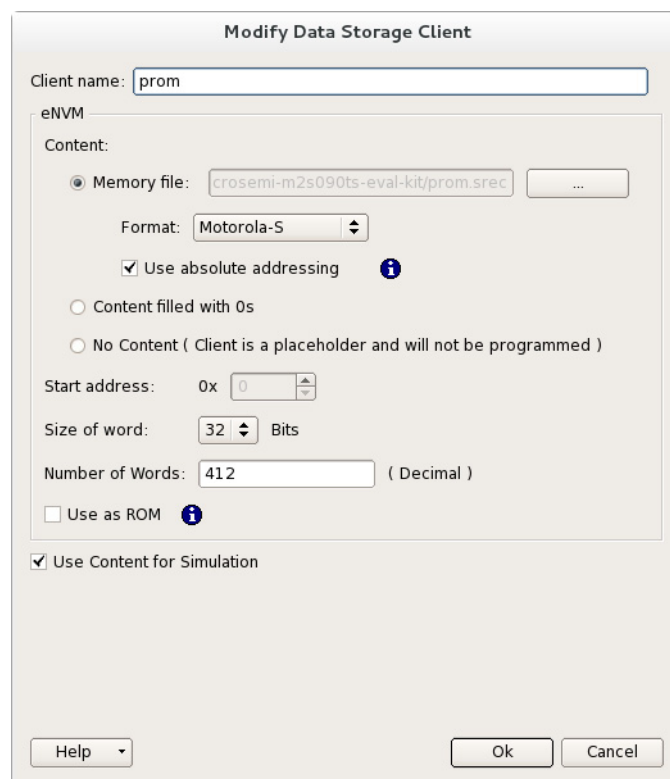 Modify Data Storage Client
Client name: prom
eNVM
Content:
Memory file: crosemi-m2s090ts-eval-kit/prom.srec ...
Format: Motorola-S
Use absolute addressing
Content filled with 0s
No Content ( Client is a placeholder and will not be programmed )
Start address: 0x 0
Size of word: 32 Bits
Number of Words: 412 ( Decimal )
Use as ROM
Use Content for Simulation
Help Ok Cancel